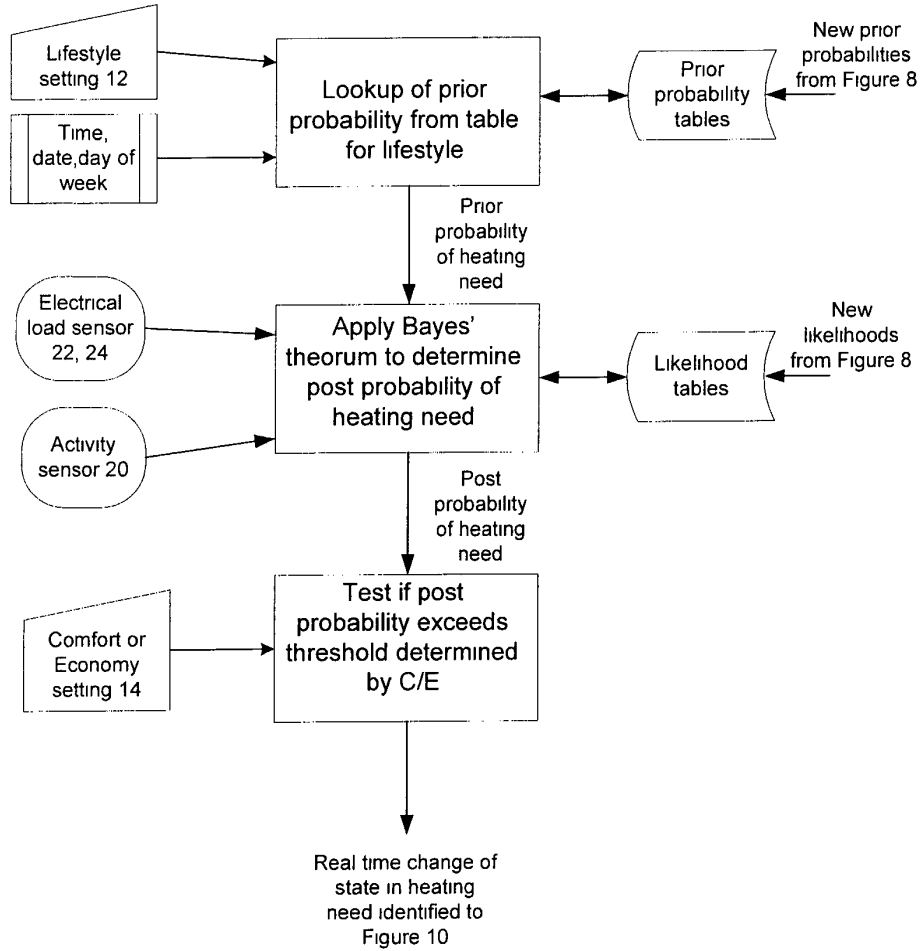 Lifestyle
setting 12
Time,
date,day of
week
Lookup of prior
probability from table
for lifestyle
Prior
probability
tables
New prior
probabilities
from Figure 8
Prior
probability
of heating
need
Electrical
load sensor
22, 24
Activity
sensor 20
Apply Bayes'
theorum to determine
post probability of
heating need
Likelihood
tables
New
likelihoods
from Figure 8
Post
probability
of heating
need
Comfort or
Economy
setting 14
Test if post
probability exceeds
threshold determined
by C/E
Real time change of
state in heating
need identified to
Figure 10